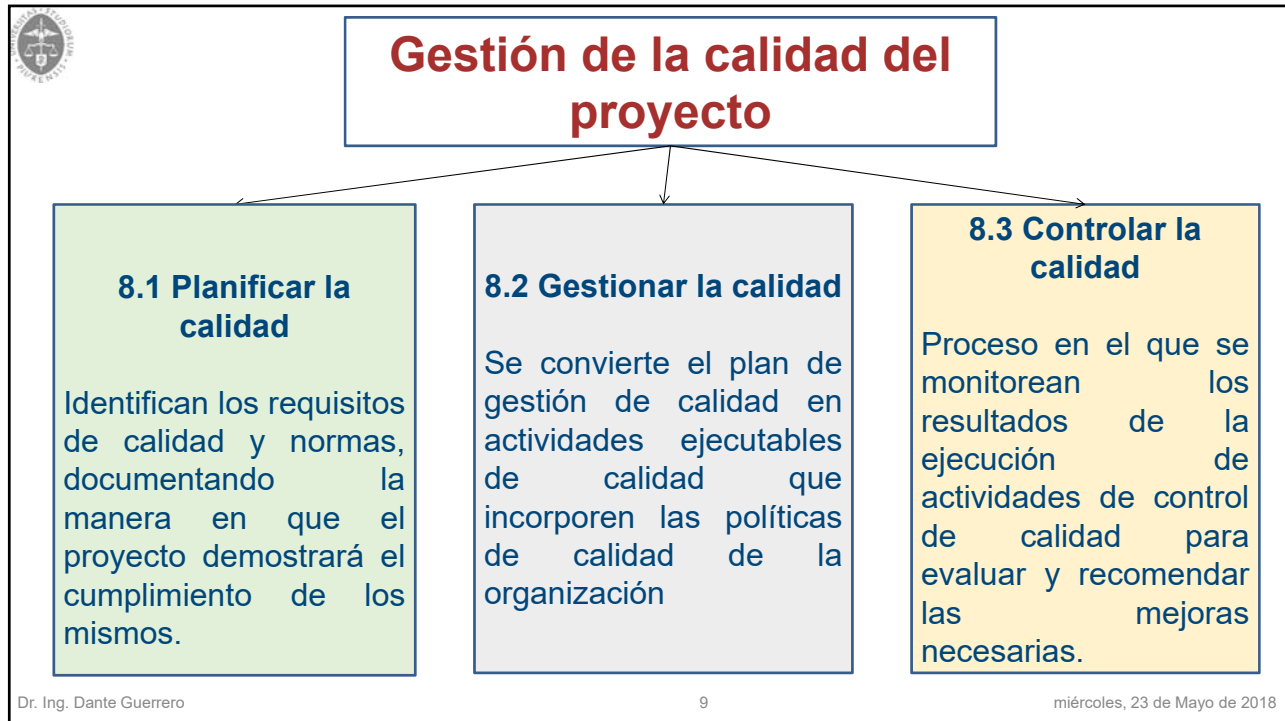 UNIVERSITAS STUDIORUM PIURENSIS
Gestión de la calidad del
proyecto
8.1 Planificar la
calidad
Identifican los requisitos
de calidad y normas,
documentando la
manera en que el
proyecto demostrará el
cumplimiento de los
mismos.
8.2 Gestionar la calidad
Se convierte el plan de
gestión de calidad en
actividades ejecutables
de calidad que
incorporen las políticas
de calidad de la
organización
8.3 Controlar la
calidad
Proceso en el que se
monitorean los
resultados de la
ejecución de
actividades de control
de calidad para
evaluar y recomendar
las mejoras
necesarias.
Dr. Ing. Dante Guerrero
9
miércoles, 23 de Mayo de 2018